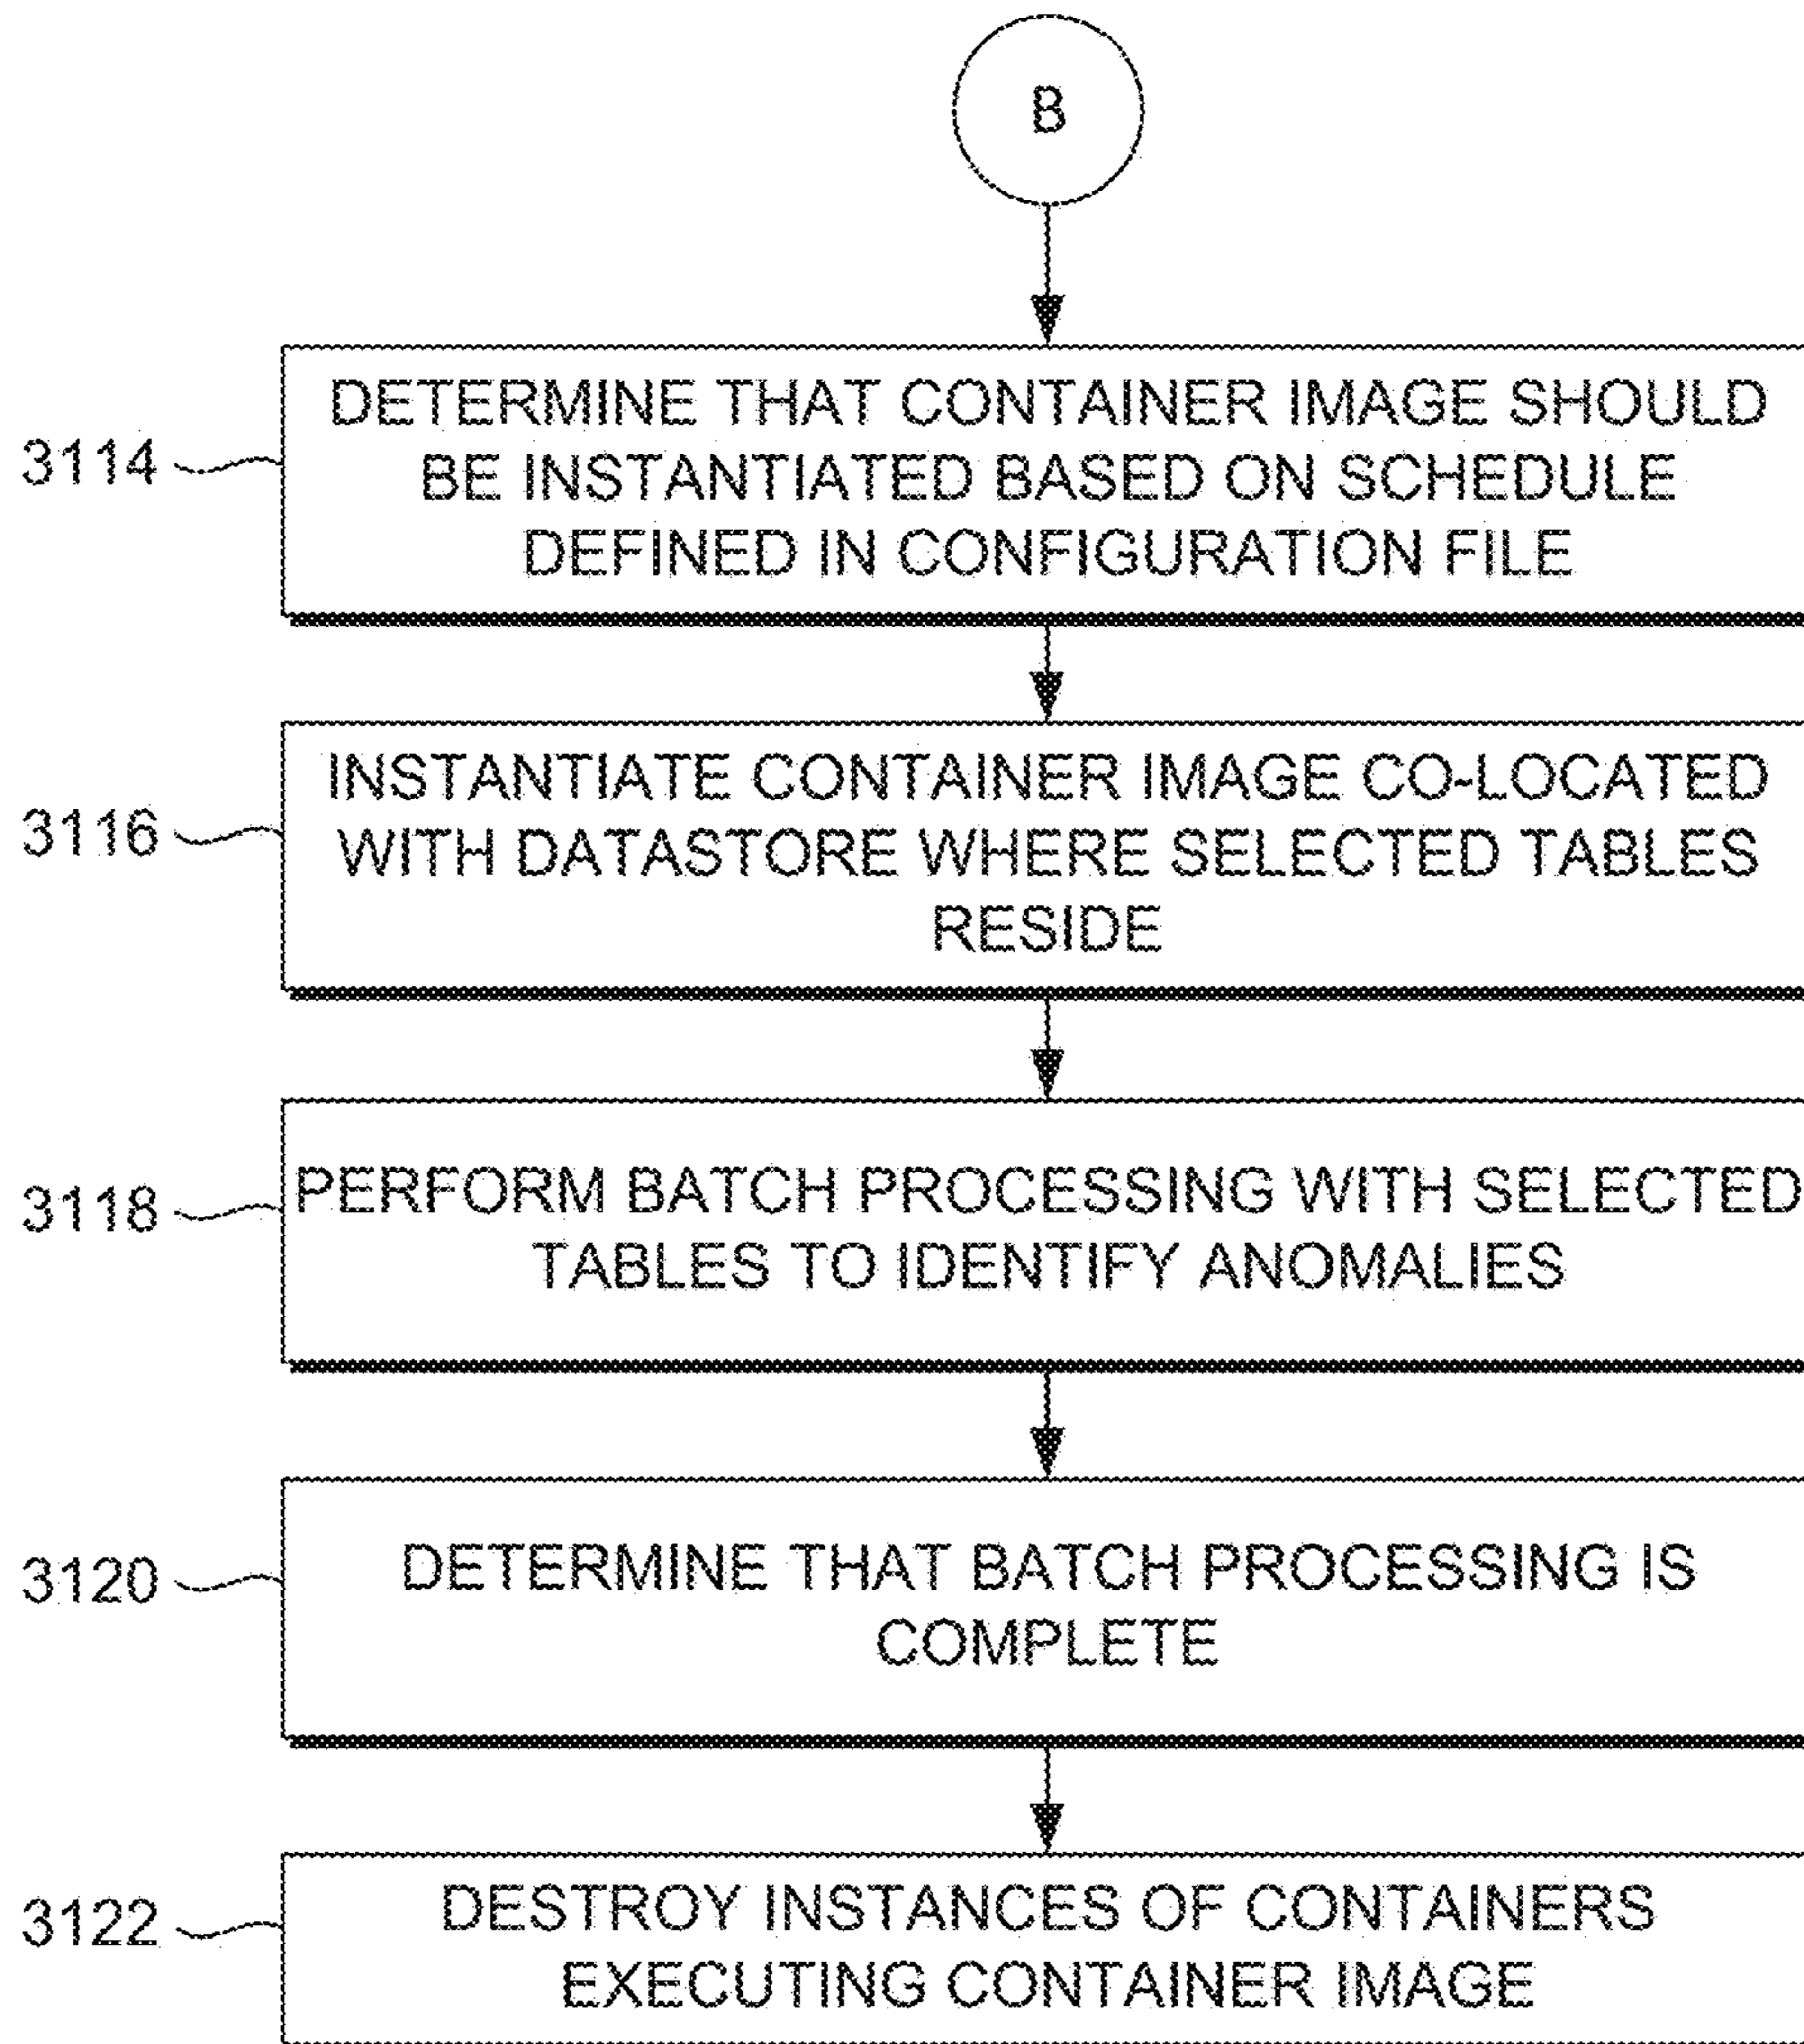 B
3114
DETERMINE THAT CONTAINER IMAGE SHOULD
BE INSTANTIATED BASED ON SCHEDULE
DEFINED IN CONFIGURATION FILE
3116
INSTANTIATE CONTAINER IMAGE CO-LOCATED
WITH DATASTORE WHERE SELECTED TABLES
RESIDE
3118
PERFORM BATCH PROCESSING WITH SELECTED
TABLES TO IDENTIFY ANOMALIES
3120
DETERMINE THAT BATCH PROCESSING IS
COMPLETE
3122
DESTROY INSTANCES OF CONTAINERS
EXECUTING CONTAINER IMAGE